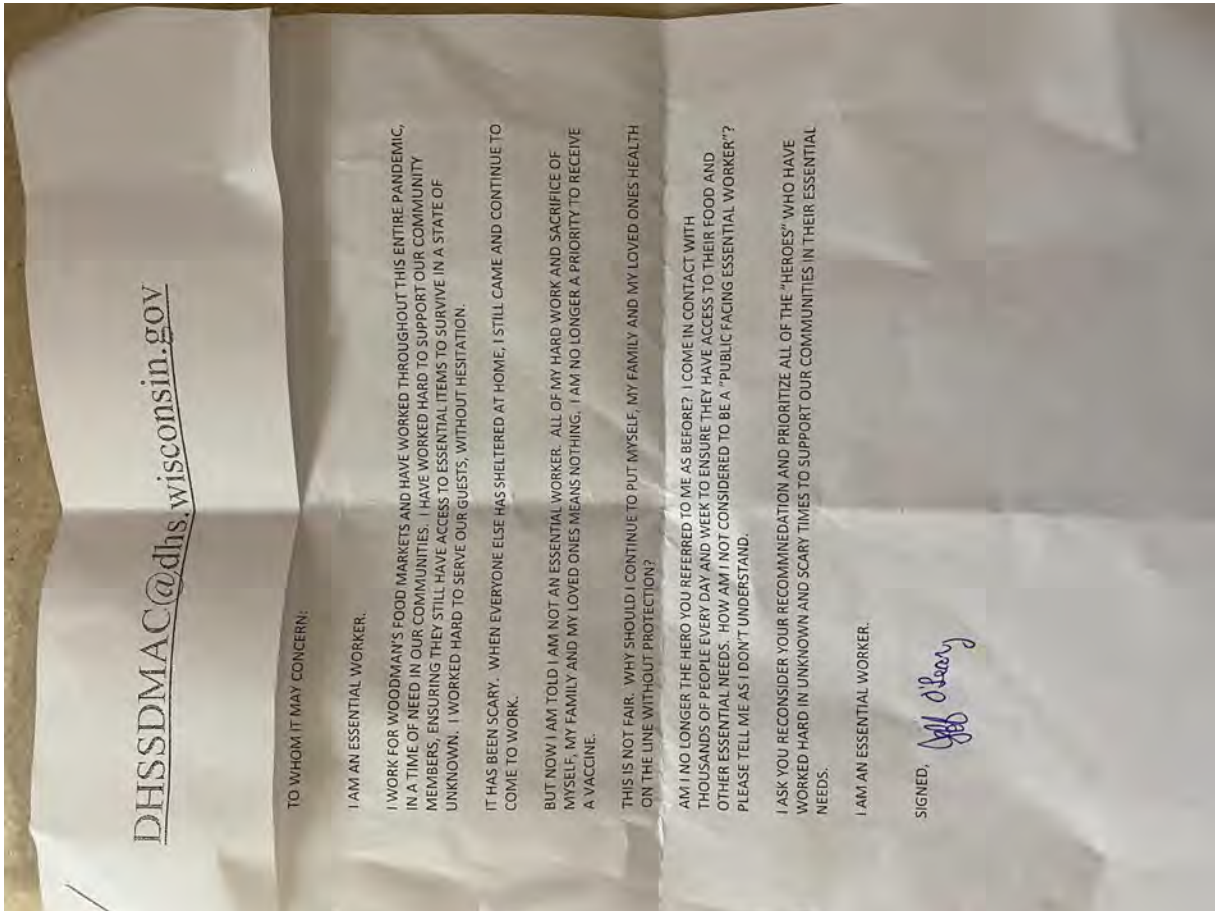 DHSSDMAC@dhs.wisconsin.gov
TO WHOM IT MAY CONCERN:
I AM AN ESSENTIAL WORKER.
I WORK FOR WOODMAN'S FOOD MARKETS AND HAVE WORKED THROUGHOUT THIS ENTIRE PANDEMIC,
IN A TIME OF NEED IN OUR COMMUNITIES. I HAVE WORKED HARD TO SUPPORT OUR COMMUNITY
MEMBERS, ENSURING THEY STILL HAVE ACCESS TO ESSENTIAL ITEMS TO SURVIVE IN A STATE OF
UNKNOWN. I WORKED HARD TO SERVE OUR GUESTS, WITHOUT HESITATION.
IT HAS BEEN SCARY. WHEN EVERYONE ELSE HAS SHELTERED AT HOME, I STILL CAME AND CONTINUE TO
COME TO WORK.
BUT NOW I AM TOLD I AM NOT AN ESSENTIAL WORKER. ALL OF MY HARD WORK AND SACRIFICE OF
MYSELF, MY FAMILY AND MY LOVED ONES MEANS NOTHING. I AM NO LONGER A PRIORITY TO RECEIVE
A VACCINE.
THIS IS NOT FAIR. WHY SHOULD I CONTINUE TO PUT MYSELF, MY FAMILY AND MY LOVED ONES HEALTH
ON THE LINE WITHOUT PROTECTION?
AM I NO LONGER THE HERO YOU REFERRED TO ME AS BEFORE? I COME IN CONTACT WITH
THOUSANDS OF PEOPLE EVERY DAY AND WEEK TO ENSURE THEY HAVE ACCESS TO THEIR FOOD AND
OTHER ESSENTIAL NEEDS. HOW AM I NOT CONSIDERED TO BE A "PUBLIC FACING ESSENTIAL WORKER"?
PLEASE TELL ME AS I DON'T UNDERSTAND.
I ASK YOU RECONSIDER YOUR RECOMMNEDATION AND PRIORITIZE ALL OF THE "HEROES" WHO HAVE
WORKED HARD IN UNKNOWN AND SCARY TIMES TO SUPPORT OUR COMMUNITIES IN THEIR ESSENTIAL
NEEDS.
I AM AN ESSENTIAL WORKER.
SIGNED, Jeff O'Leary